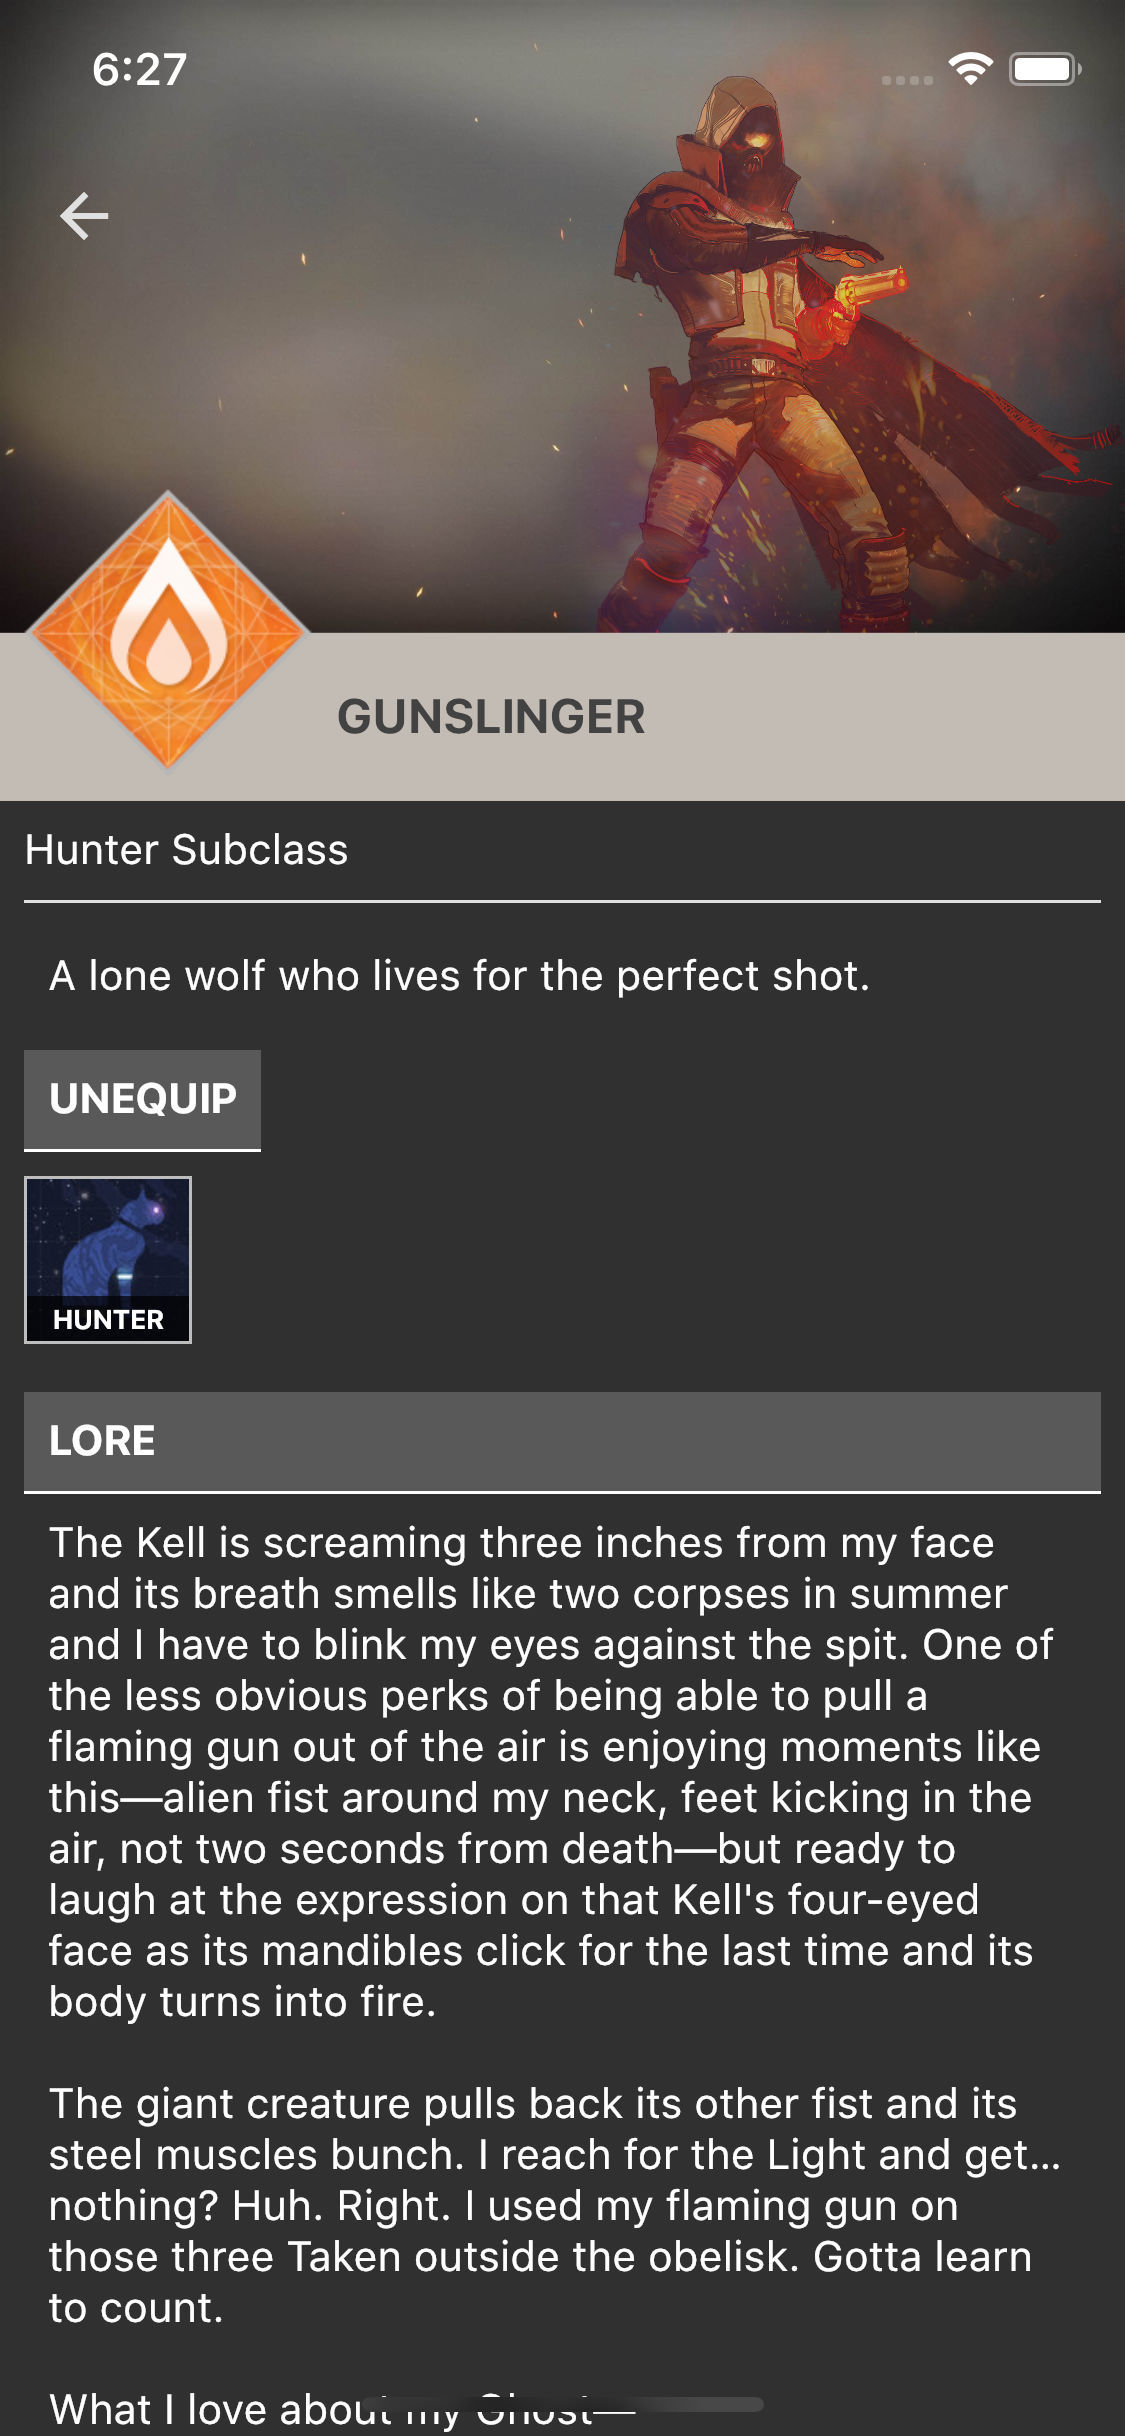 6:27
GUNSLINGER
Hunter Subclass
A lone wolf who lives for the perfect shot.
UNEQUIP
HUNTER
LORE
The Kell is screaming three inches from my face
and its breath smells like two corpses in summer
and I have to blink my eyes against the spit. One of
the less obvious perks of being able to pull a
flaming gun out of the air is enjoying moments like
this—alien fist around my neck, feet kicking in the
air, not two seconds from death—but ready to
laugh at the expression on that Kell's four-eyed
face as its mandibles click for the last time and its
body turns into fire.
The giant creature pulls back its other fist and its
steel muscles bunch. I reach for the Light and get...
nothing? Huh. Right. I used my flaming gun on
those three Taken outside the obelisk. Gotta learn
to count.
What I love about my Ghost—